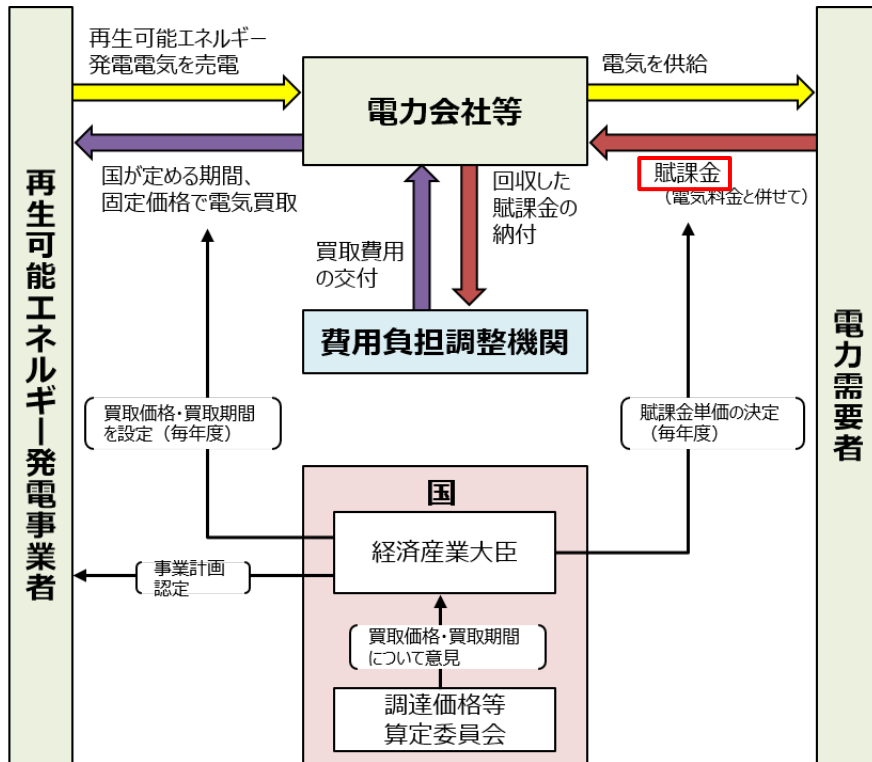 再生可能エネルギー
発電電気を売電
電力会社等
電気を供給
国が定める期間、
固定価格で電気買取
回収した
賦課金の
納付
賦課金
（電気料金と併せて）
買取費用
の交付
費用負担調整機関
再生可能エネルギー発電事業者
電力需要者
買取価格・買取期間
を設定（毎年度）
賦課金単価の決定
（毎年度）
国
経済産業大臣
事業計画
認定
買取価格・買取期間
について意見
調達価格等
算定委員会